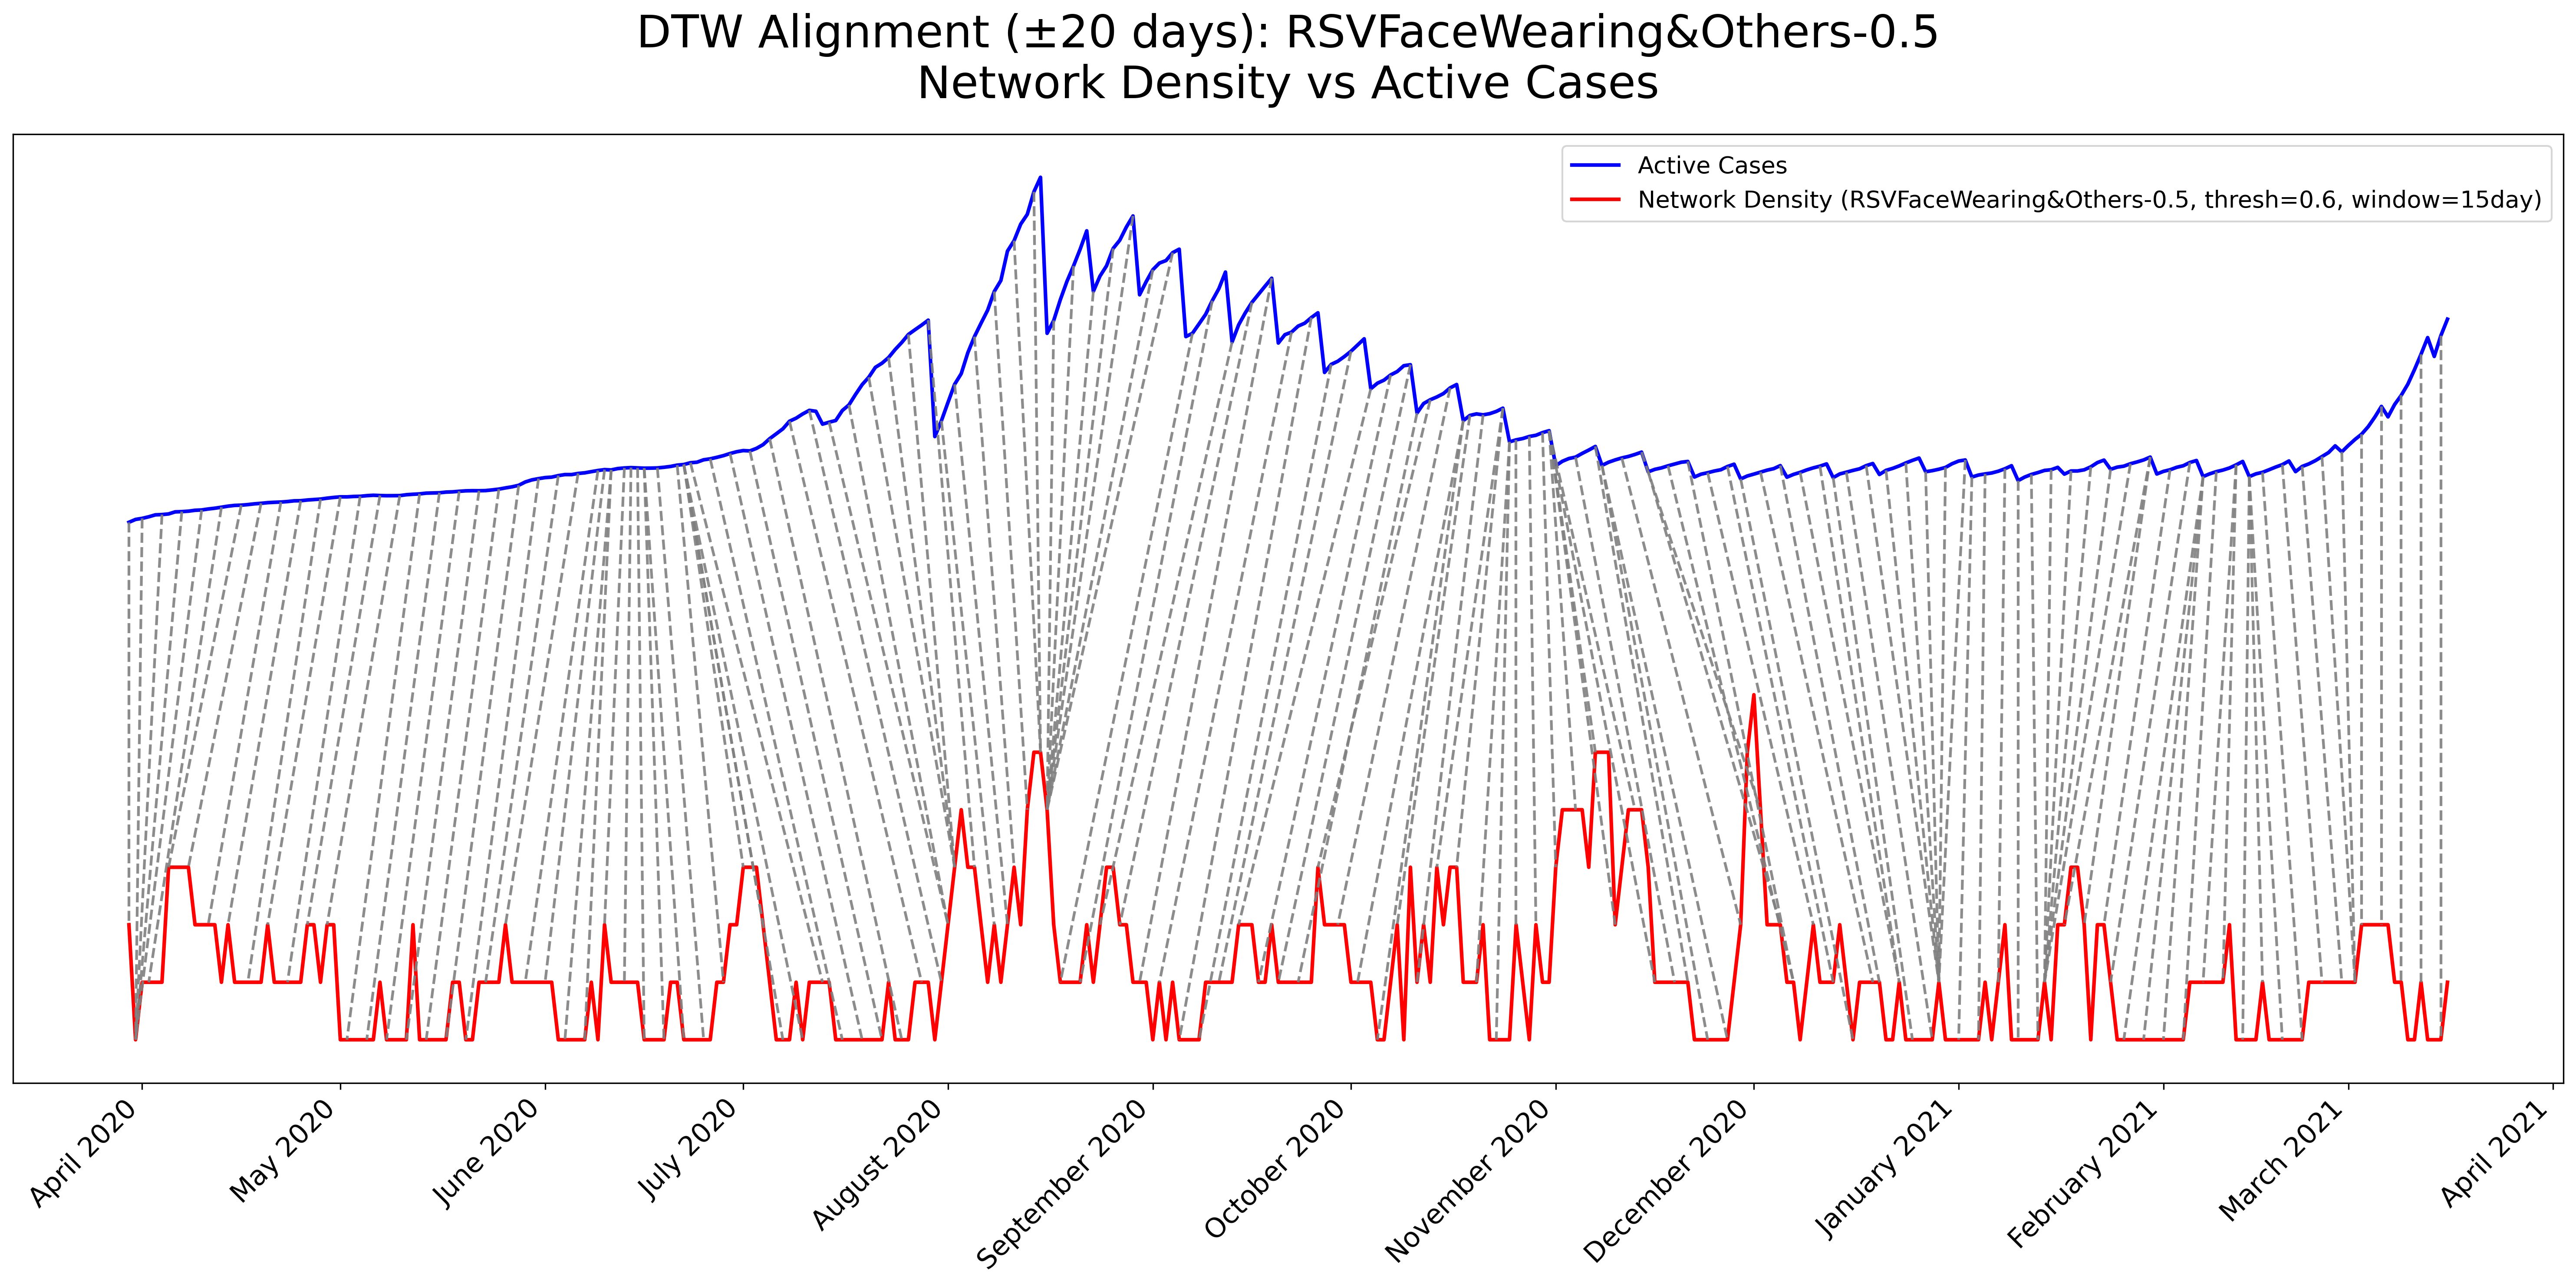 DTW Alignment (±20 days): RSVFaceWearing&Others-0.5
Network Density vs Active Cases
Active Cases
Network Density (RSVFaceWearing&Others-0.5, thresh=0.6, window=15day)
April 2020
May 2020
June 2020
July 2020
August 2020
September 2020
October 2020
November 2020
December 2020
January 2021
February 2021
March 2021
April 2021